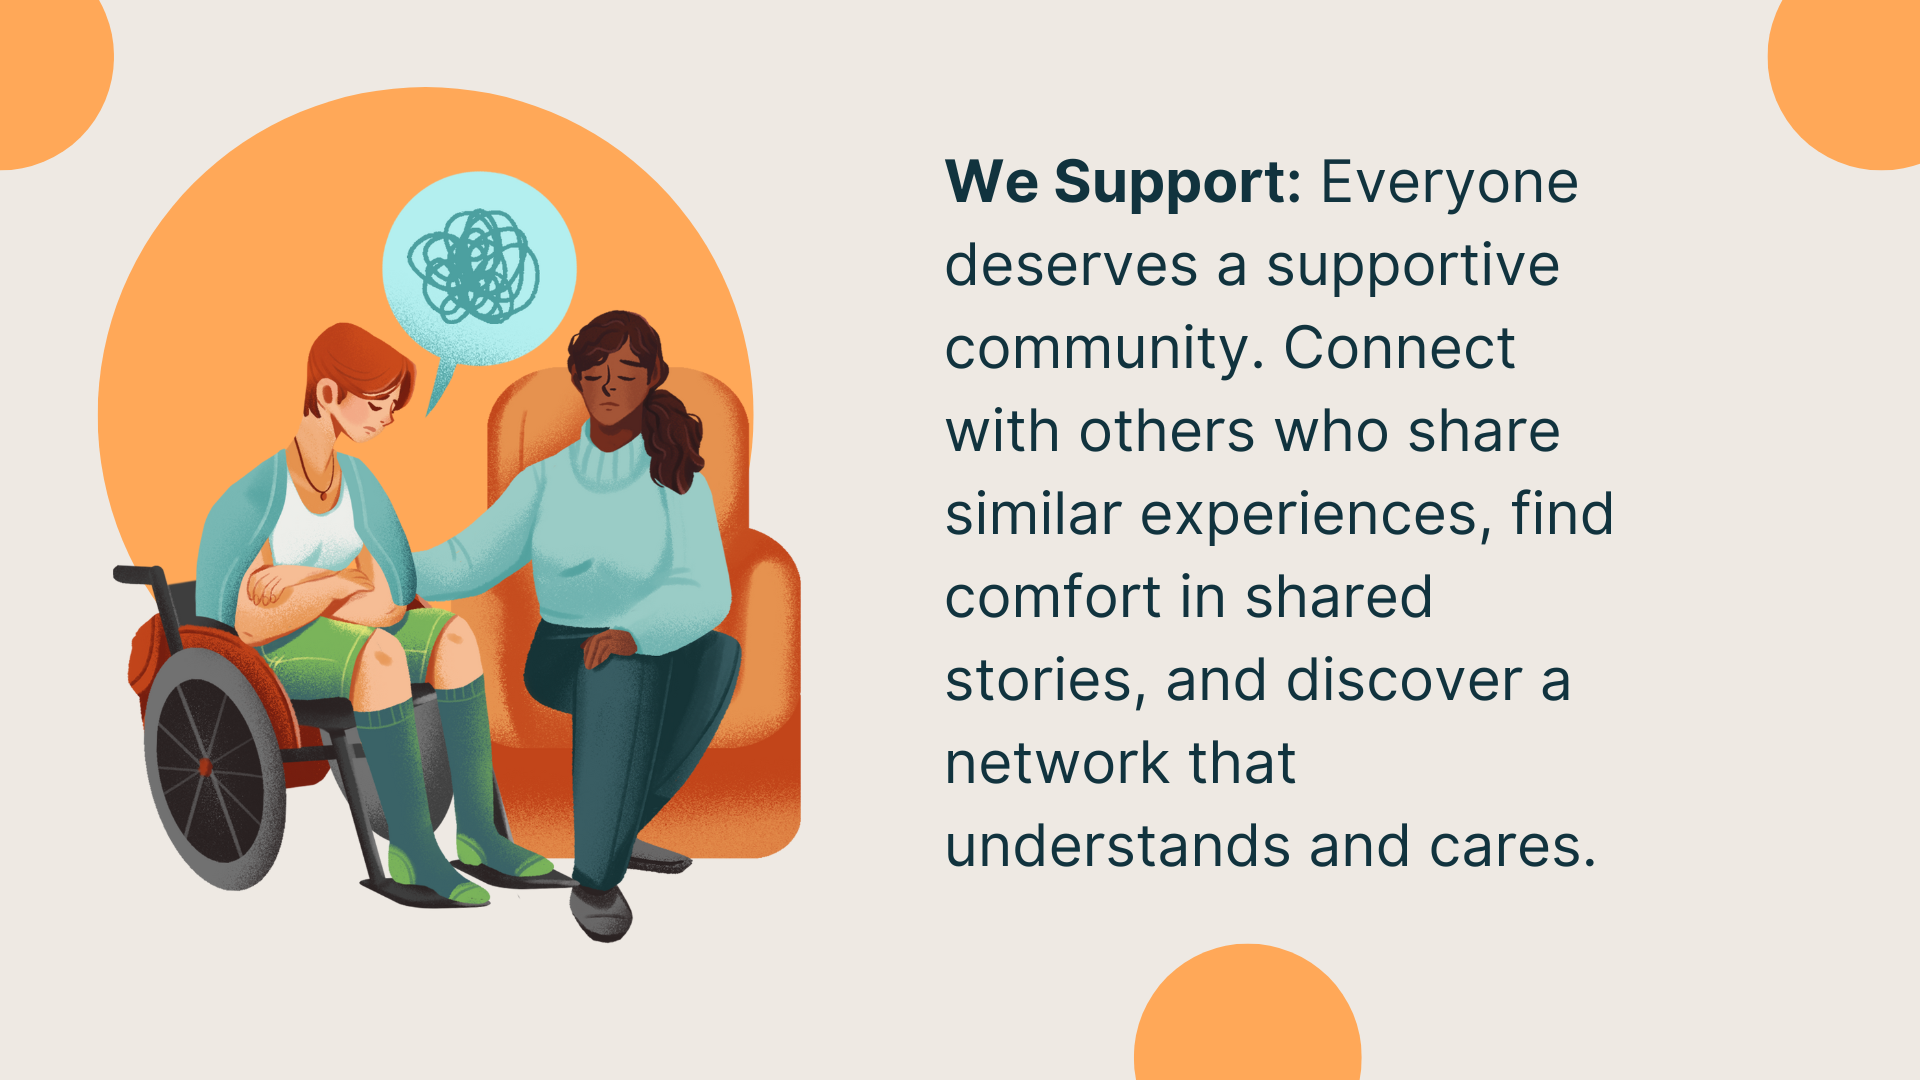 We Support: Everyone
deserves a supportive
community. Connect
with others who share
similar experiences, find
comfort in shared
stories, and discover a
network that
understands and cares.